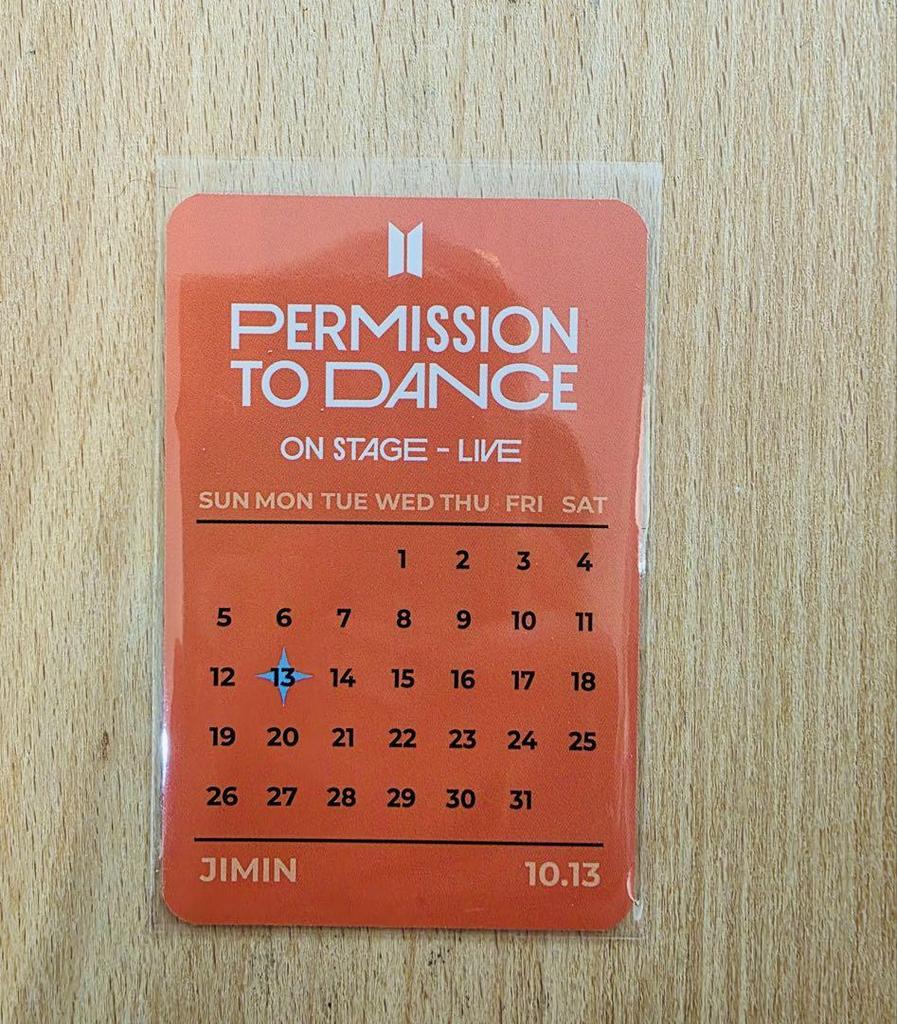 PERMISSION
TO DANCE
ON STAGE - LIVE
SUN MON TUE WED THU FRI SAT
1 2 3 4
5 6 7 8 9 10 11
12 13 14 15 16 17 18
19 20 21 22 23 24 25
26 27 28 29 30 31
JIMIN 10.13